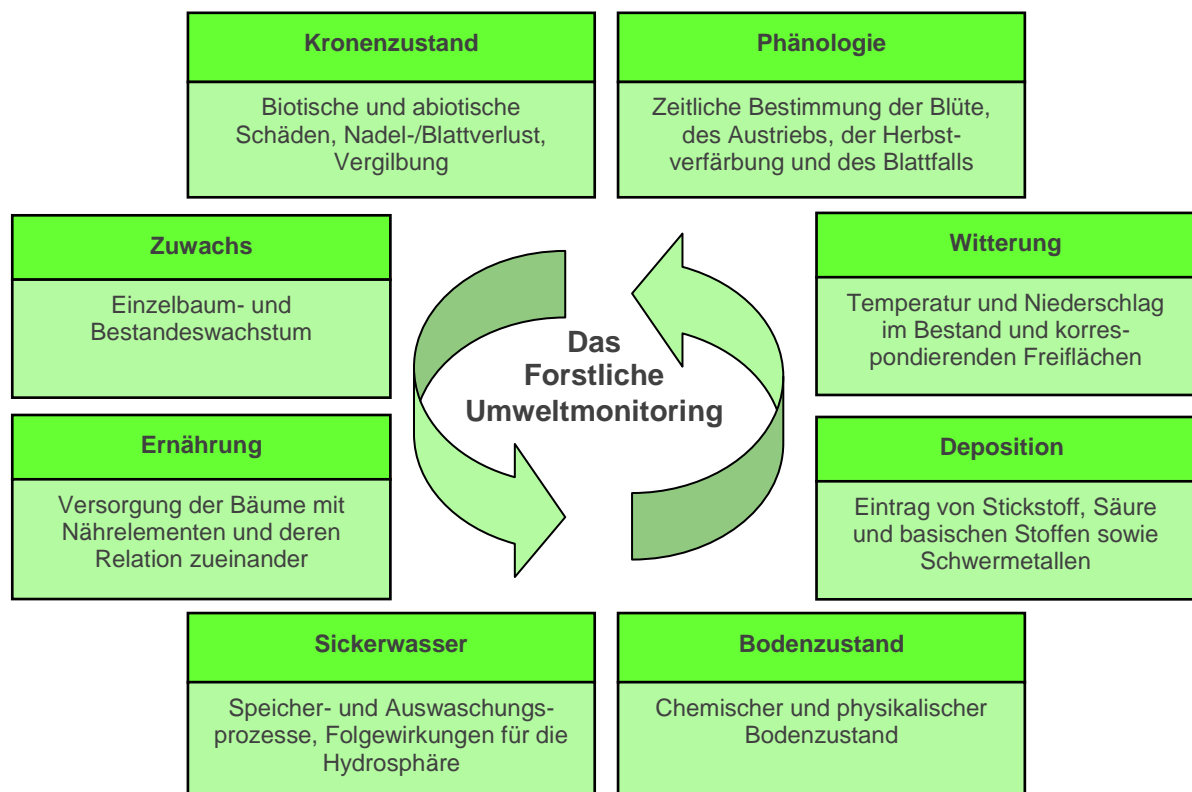 Kronenzustand
Biotische und abiotische
Schäden, Nadel-/Blattverlust,
Vergilbung
Phänologie
Zeitliche Bestimmung der Blüte,
des Austriebs, der Herbst-
verfärbung und des Blattfalls
Zuwachs
Einzelbaum- und
Bestandeswachstum
Witterung
Temperatur und Niederschlag
im Bestand und korres-
pondierenden Freiflächen
Das
Forstliche
Umweltmonitoring
Ernährung
Versorgung der Bäume mit
Nährelementen und deren
Relation zueinander
Deposition
Eintrag von Stickstoff, Säure
und basischen Stoffen sowie
Schwermetallen
Sickerwasser
Speicher- und Auswaschungs-
prozesse, Folgewirkungen für die
Hydrosphäre
Bodenzustand
Chemischer und physikalischer
Bodenzustand